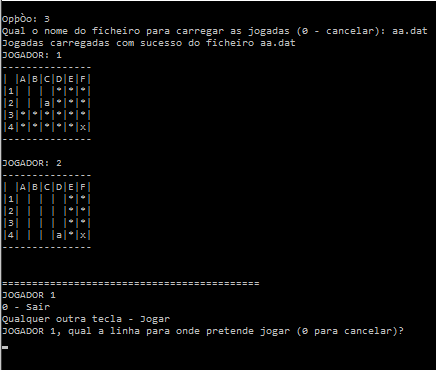 Opþòo: 3
Qual o nome do ficheiro para carregar as jogadas (0 - cancelar): aa.dat
Jogadas carregadas com sucesso do ficheiro aa.dat
JOGADOR: 1
---------------
| |A|B|C|D|E|F|
|1| | | |*|*|*|
|2| | |a|*|*|*|
|3|*|*|*|*|*|*|
|4|*|*|*|*|*|x|
---------------
JOGADOR: 2
---------------
| |A|B|C|D|E|F|
|1| | | | |*|*|
|2| | | | |*|*|
|3| | | | |*|*|
|4| | | |a|*|x|
---------------
===========================================
JOGADOR 1
0 - Sair
Qualquer outra tecla - Jogar
JOGADOR 1, qual a linha para onde pretende jogar (0 para cancelar)?